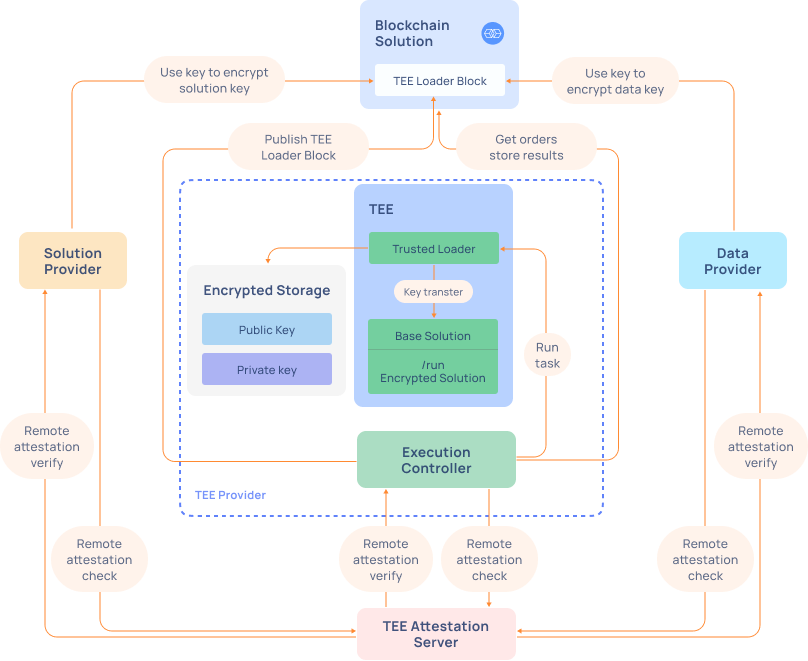 Blockchain
Solution
TEE Loader Block
Use key to encrypt
solution key
Use key to
encrypt data key
Publish TEE
Loader Block
Get orders
store results
TEE
Trusted Loader
Key transter
Base Solution
/run
Encrypted Solution
Solution
Provider
Data
Provider
Encrypted Storage
Public Key
Private key
Run
task
Execution
Controller
TEE Provider
Remote
attestation
verify
Remote
attestation
verify
Remote
attestation
check
Remote
attestation
verify
Remote
attestation
check
Remote
attestation
check
TEE Attestation
Server